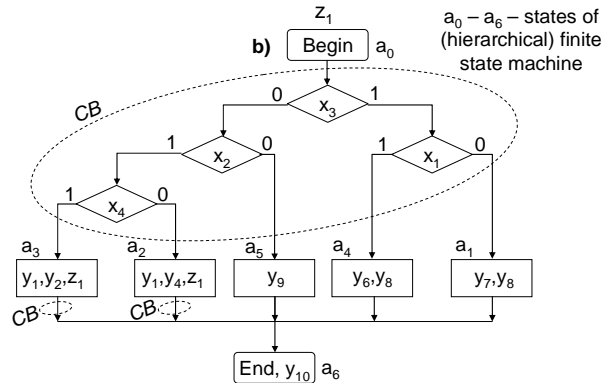 z1
b) Begin a0
a0 – a6 – states of
(hierarchical) finite
state machine
CB
0 x3 1
1 x2 0
1 x1 0
1 x4 0
a3 a2 a5 a4 a1
y1,y2,z1 y1,y4,z1 y9 y6,y8 y7,y8
CB CB
End, y10 a6